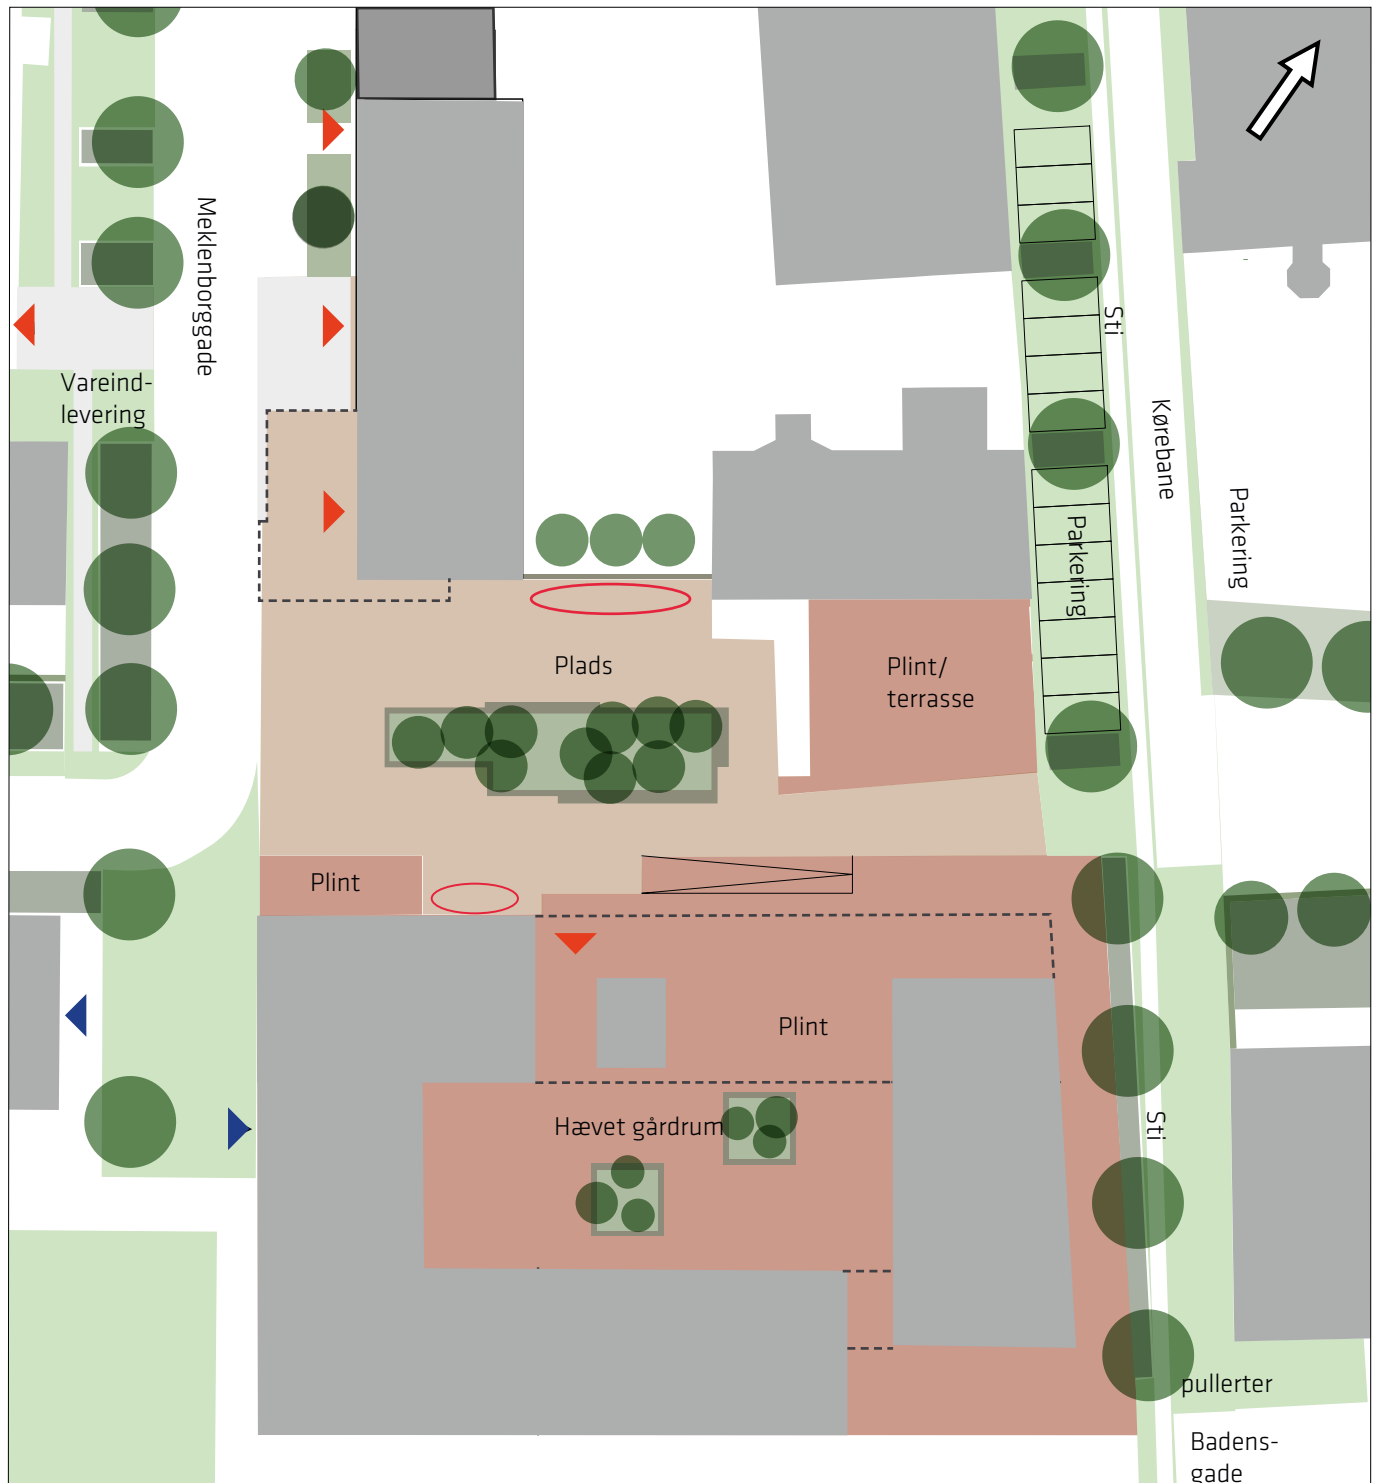 Meklenborggade
Vareind-
levering
Sti
Kørebane
Parkering
Parkering
Plads
Plint/
terrasse
Plint
Plint
Hævet gårdrum
Sti
pullerter
Badens-
gade